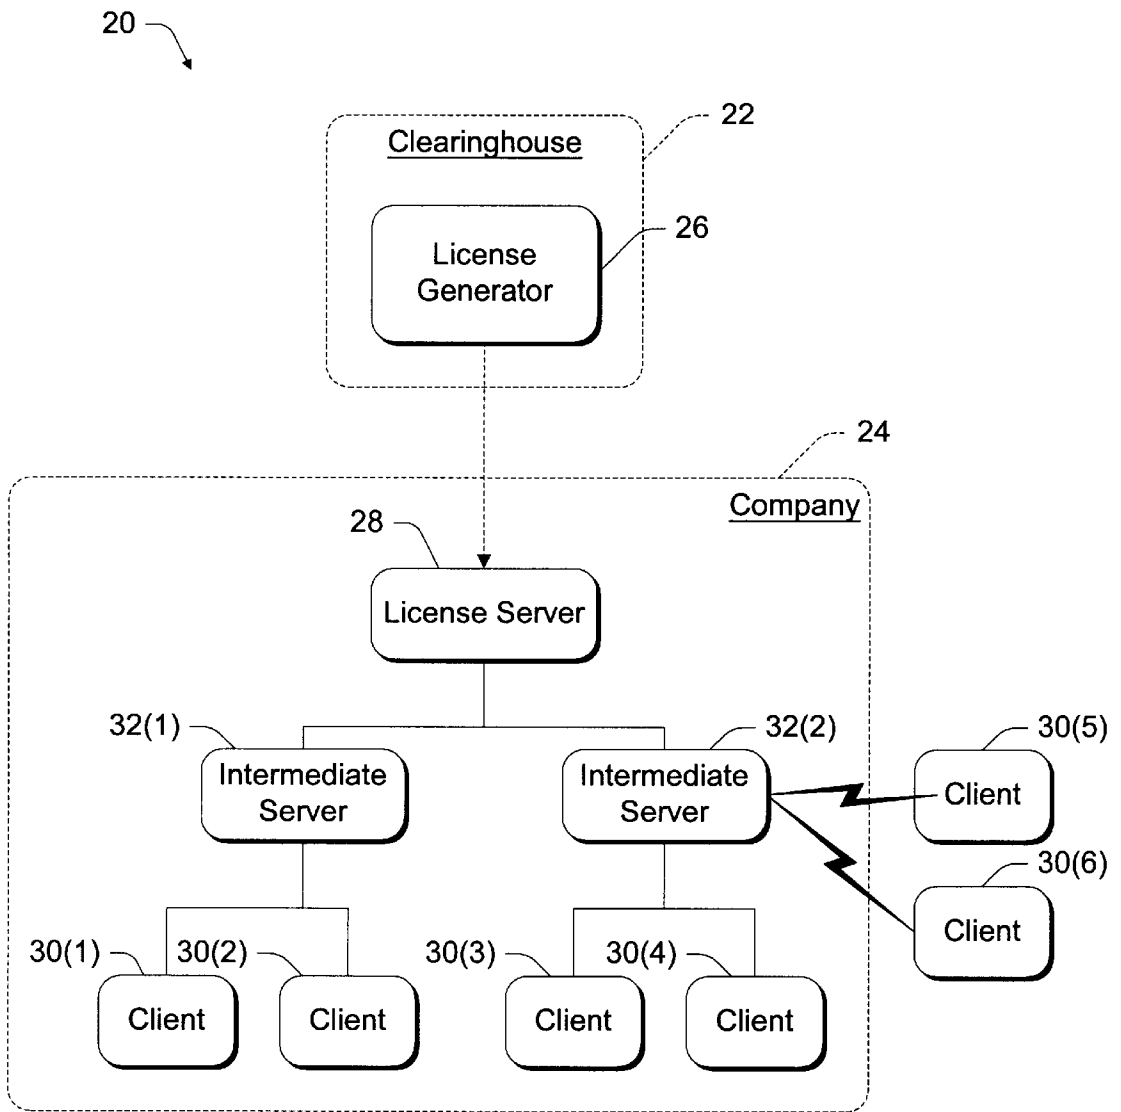 20
22
Clearinghouse
26
License
Generator
24
Company
28
License Server
32(1)
32(2)
30(5)
Intermediate
Server
Intermediate
Server
Client
30(6)
Client
30(1)
30(2)
30(3)
30(4)
Client
Client
Client
Client